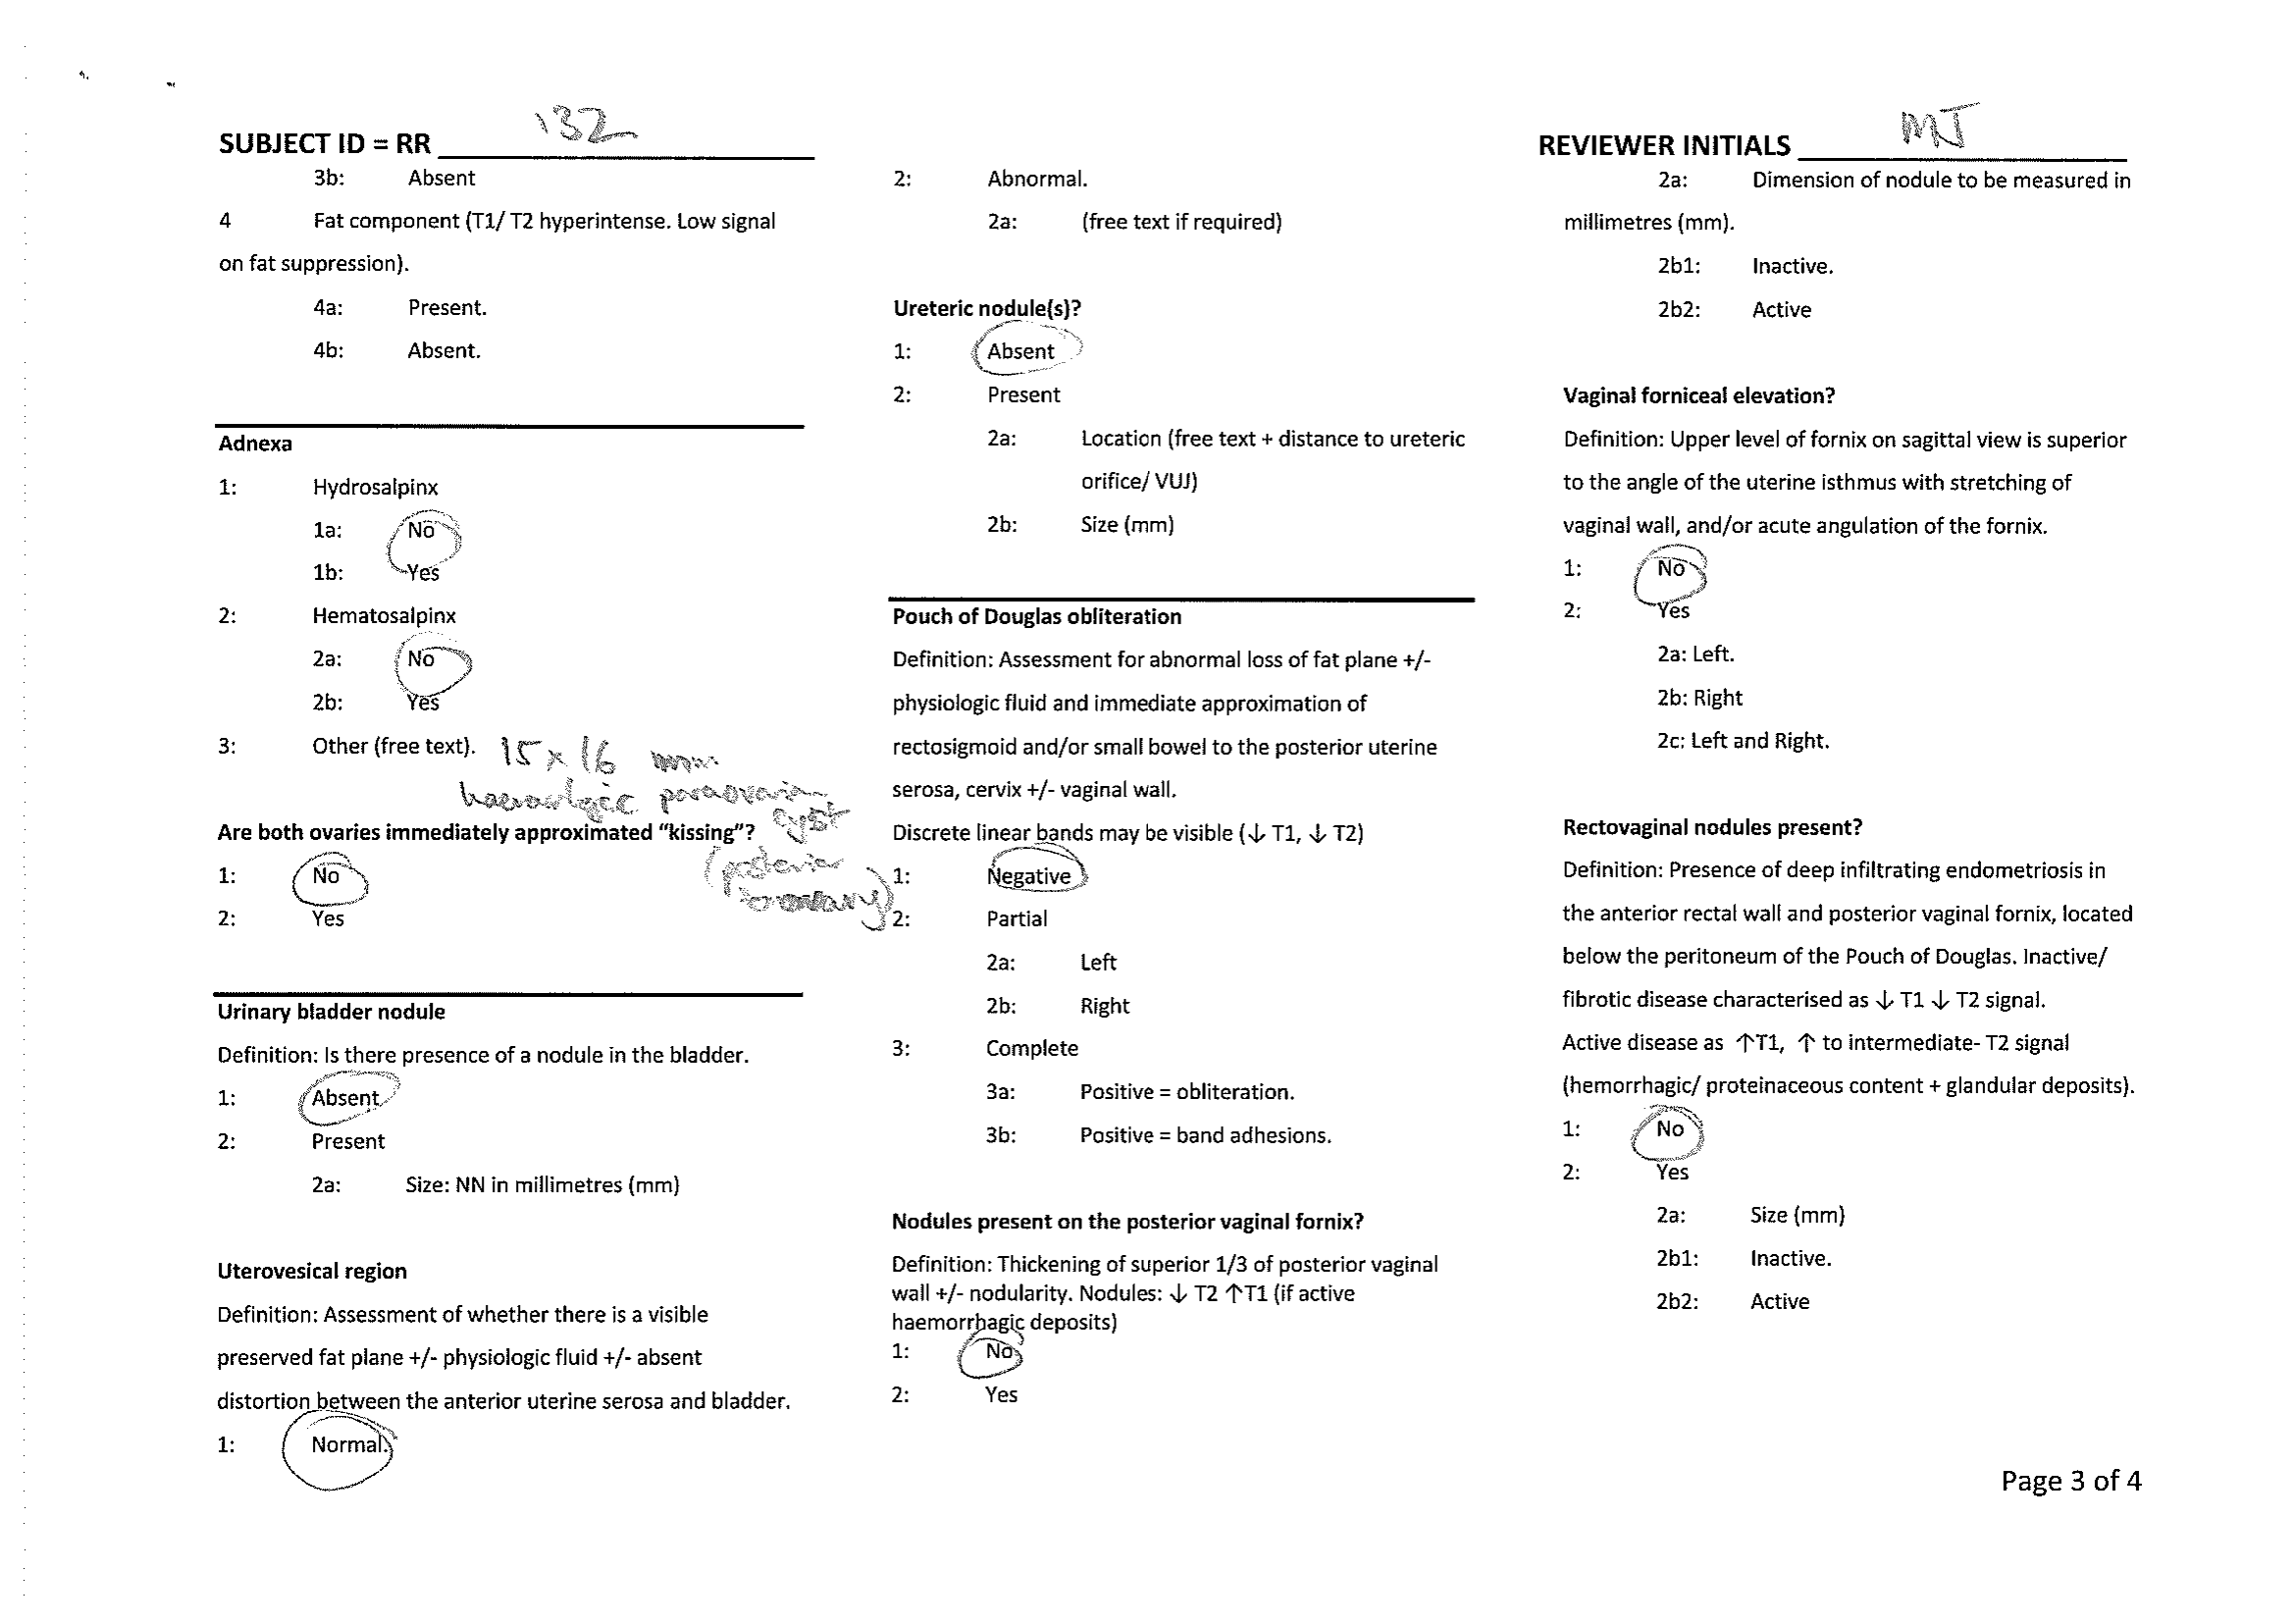 SUBJECT ID = RR 132
3b: Absent
4 Fat component (T1/ T2 hyperintense. Low signal
on fat suppression).
4a: Present.
4b: Absent.
Adnexa
1: Hydrosalpinx
1a: No
1b: Yes
2: Hematosalpinx
2a: No
2b: Yes
3: Other (free text). 15 x 16 mm
paraovarian
cyst
Are both ovaries immediately approximated “kissing”?
(posterior
1: No
2: Yes
Urinary bladder nodule
Definition: Is there presence of a nodule in the bladder.
1: Absent
2: Present
2a: Size: NN in millimetres (mm)
Uterovesical region
Definition: Assessment of whether there is a visible
preserved fat plane +/- physiologic fluid +/- absent
distortion between the anterior uterine serosa and bladder.
1: Normal.
2: Abnormal.
2a: (free text if required)
Ureteric nodule(s)?
1: Absent
2: Present
2a: Location (free text + distance to ureteric
orifice/ VUJ)
2b: Size (mm)
Pouch of Douglas obliteration
Definition: Assessment for abnormal loss of fat plane +/-
physiologic fluid and immediate approximation of
rectosigmoid and/or small bowel to the posterior uterine
serosa, cervix +/- vaginal wall.
Discrete linear bands may be visible (↓ T1, ↓ T2)
1: Negative
2: Partial
2a: Left
2b: Right
3: Complete
3a: Positive = obliteration.
3b: Positive = band adhesions.
Nodules present on the posterior vaginal fornix?
Definition: Thickening of superior 1/3 of posterior vaginal
wall +/- nodularity. Nodules: ↓ T2 ↑T1 (if active
haemorrhagic deposits)
1: No
2: Yes
REVIEWER INITIALS MJ
2a: Dimension of nodule to be measured in
millimetres (mm).
2b1: Inactive.
2b2: Active
Vaginal forniceal elevation?
Definition: Upper level of fornix on sagittal view is superior
to the angle of the uterine isthmus with stretching of
vaginal wall, and/or acute angulation of the fornix.
1: No
2: Yes
2a: Left.
2b: Right
2c: Left and Right.
Rectovaginal nodules present?
Definition: Presence of deep infiltrating endometriosis in
the anterior rectal wall and posterior vaginal fornix, located
below the peritoneum of the Pouch of Douglas. Inactive/
fibrotic disease characterised as ↓ T1 ↓ T2 signal.
Active disease as ↑T1, ↑ to intermediate- T2 signal
(hemorrhagic/ proteinaceous content + glandular deposits).
1: No
2: Yes
2a: Size (mm)
2b1: Inactive.
2b2: Active
Page 3 of 4